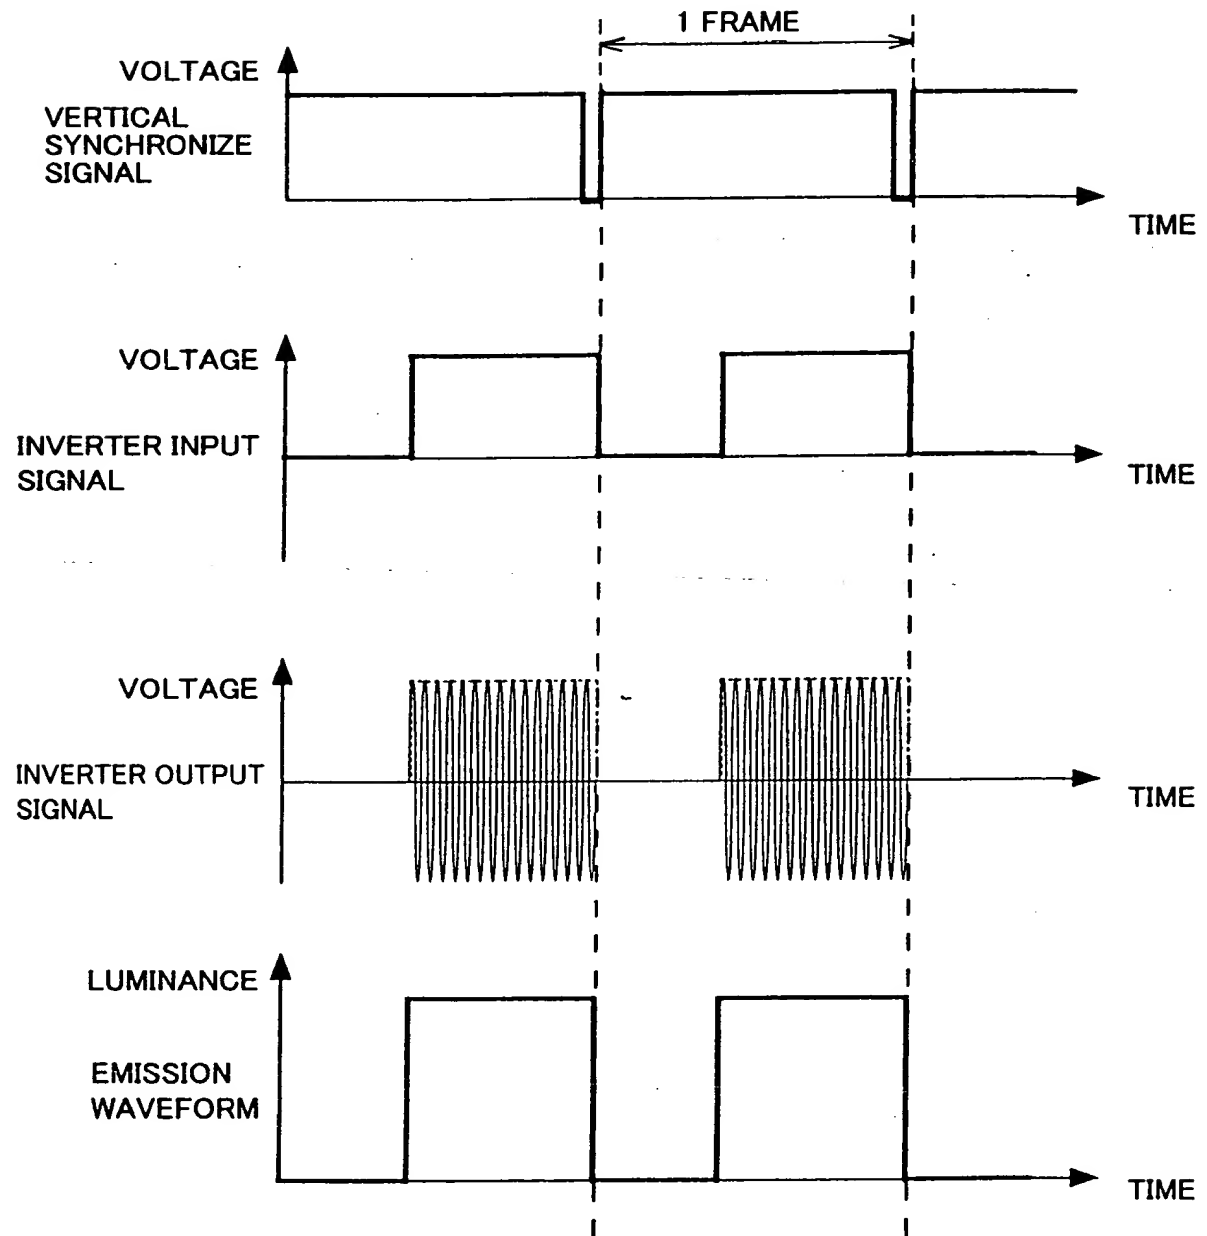 1 FRAME
VOLTAGE
VERTICAL
SYNCHRONIZE
SIGNAL
TIME
VOLTAGE
INVERTER INPUT
SIGNAL
TIME
VOLTAGE
INVERTER OUTPUT
SIGNAL
TIME
LUMINANCE
EMISSION
WAVEFORM
TIME